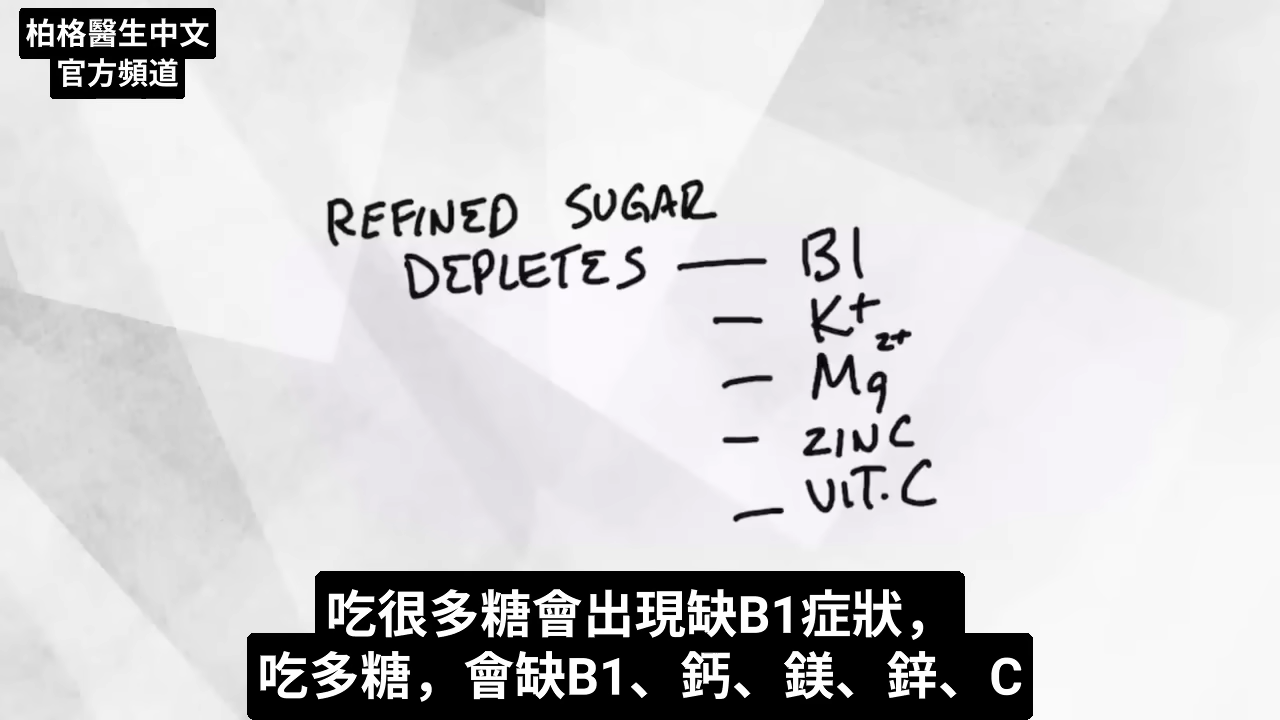 柏格醫生中文
官方頻道
REFINED SUGAR
DEPLETES — B1
— K+
— Mg2+
— ZINC
— VIT. C
吃很多糖會出現缺B1症狀，
吃多糖，會缺B1、鈣、鎂、鋅、C